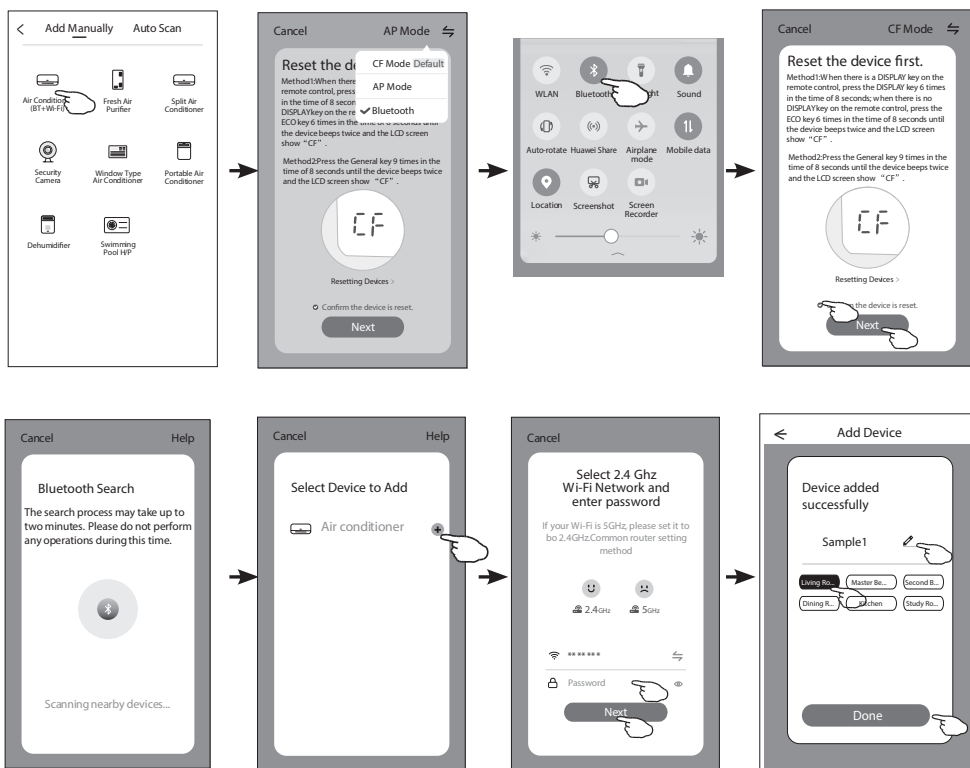 Add Manually Auto Scan
Air Condition
(BT+Wi-Fi)
Fresh Air
Purifier
Split Air
Conditioner
Security
Camera
Window Type
Air Conditioner
Portable Air
Conditioner
Dehumidifier
Swimming
Pool H/P
Cancel AP Mode
Reset the de
CF Mode Default
AP Mode
Bluetooth
Method1:When there
remote control, press
in the time of 8 secon
DISPLAYkey on the re
ECO key 6 times in the time of 8 seconds until
the device beeps twice and the LCD screen
show “CF”.
Method2:Press the General key 9 times in the
time of 8 seconds until the device beeps twice
and the LCD screen show “CF”.
CF
Resetting Devices >
Confirm the device is reset.
Next
WLAN Bluetooth ht Sound
Auto-rotate Huawei Share Airplane
mode Mobile data
Location Screenshot Screen
Recorder
Cancel CF Mode
Reset the device first.
Method1:When there is a DISPLAY key on the
remote control, press the DISPLAY key 6 times
in the time of 8 seconds; when there is no
DISPLAYkey on the remote control, press the
ECO key 6 times in the time of 8 seconds until
the device beeps twice and the LCD screen
show “CF”.
Method2:Press the General key 9 times in the
time of 8 seconds until the device beeps twice
and the LCD screen show “CF”.
CF
Resetting Devices >
the device is reset.
Next
Cancel Help
Bluetooth Search
The search process may take up to
two minutes. Please do not perform
any operations during this time.
Scanning nearby devices...
Cancel Help
Select Device to Add
Air conditioner
Cancel
Select 2.4 Ghz
Wi-Fi Network and
enter password
If your Wi-Fi is 5GHz, please set it to
bo 2.4GHz.Common router setting
method
2.4GHz 5GHz
** ** ** *
Password
Next
Add Device
Device added
successfully
Sample1
Living Ro... Master Be... Second B...
Dining R... Kitchen Study Ro...
Done